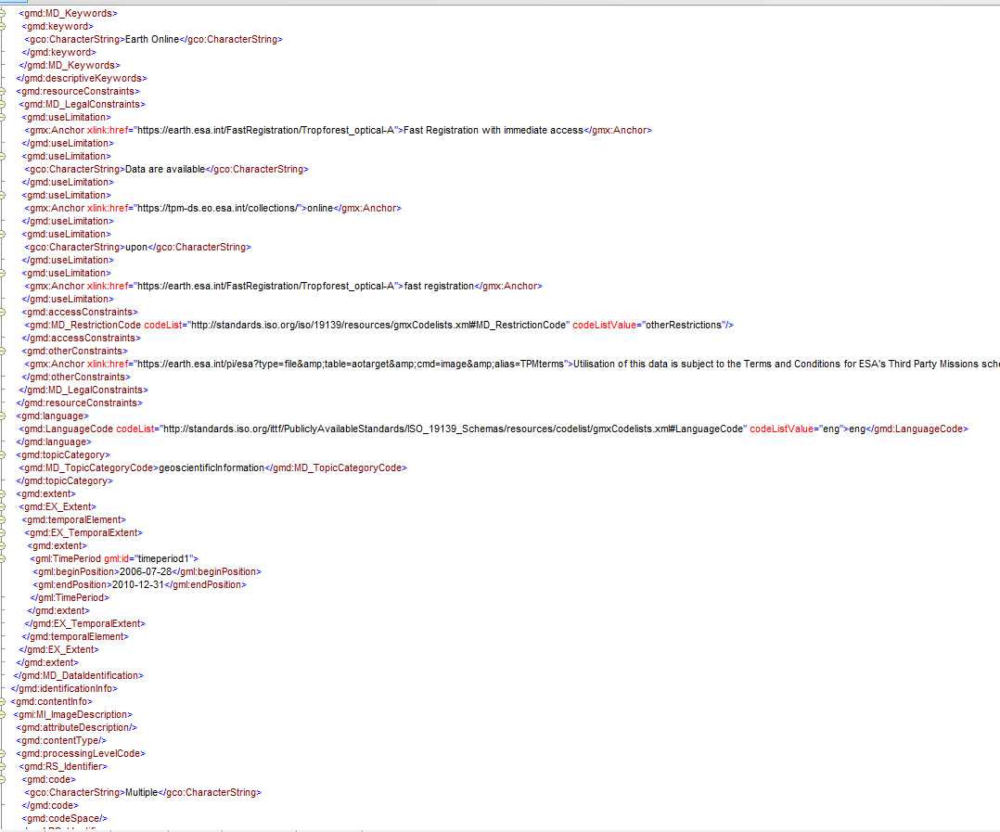 <gmd:MD_Keywords>
<gmd:keyword>
<gco:CharacterString>Earth Online</gco:CharacterString>
</gmd:keyword>
</gmd:MD_Keywords>
</gmd:descriptiveKeywords>
<gmd:resourceConstraints>
<gmd:MD_LegalConstraints>
<gmd:useLimitation>
<gmx:Anchor xlink:href="https://earth.esa.int/FastRegistration/Tropforest_optical-A">Fast Registration with immediate access</gmx:Anchor>
</gmd:useLimitation>
<gmd:useLimitation>
<gco:CharacterString>Data are available</gco:CharacterString>
</gmd:useLimitation>
<gmd:useLimitation>
<gmx:Anchor xlink:href="https://tpm-ds.eo.esa.int/collections/">online</gmx:Anchor>
</gmd:useLimitation>
<gmd:useLimitation>
<gco:CharacterString>upon</gco:CharacterString>
</gmd:useLimitation>
<gmd:useLimitation>
<gmx:Anchor xlink:href="https://earth.esa.int/FastRegistration/Tropforest_optical-A">fast registration</gmx:Anchor>
</gmd:useLimitation>
<gmd:accessConstraints>
<gmd:MD_RestrictionCode codeList="http://standards.iso.org/iso/19139/resources/gmxCodelists.xml#MD_RestrictionCode" codeListValue="otherRestrictions"/>
</gmd:accessConstraints>
<gmd:otherConstraints>
<gmx:Anchor xlink:href="https://earth.esa.int/pi/esa?type=file&amp;table=aotarget&amp;cmd=image&amp;alias=TPMterms">Utilisation of this data is subject to the Terms and Conditions for ESA's Third Party Missions
</gmd:otherConstraints>
</gmd:MD_LegalConstraints>
</gmd:resourceConstraints>
<gmd:language>
<gmd:LanguageCode codeList="http://standards.iso.org/ittf/PubliclyAvailableStandards/ISO_19139_Schemas/resources/codelist/gmxCodelists.xml#LanguageCode" codeListValue="eng">eng</gmd:LanguageCode>
</gmd:language>
<gmd:topicCategory>
<gmd:MD_TopicCategoryCode>geoscientificInformation</gmd:MD_TopicCategoryCode>
</gmd:topicCategory>
<gmd:extent>
<gmd:EX_Extent>
<gmd:temporalElement>
<gmd:EX_TemporalExtent>
<gmd:extent>
<gml:TimePeriod gml:id="timeperiod1">
<gml:beginPosition>2006-07-28</gml:beginPosition>
<gml:endPosition>2010-12-31</gml:endPosition>
</gml:TimePeriod>
</gmd:extent>
</gmd:EX_TemporalExtent>
</gmd:temporalElement>
</gmd:EX_Extent>
</gmd:extent>
</gmd:MD_DataIdentification>
</gmd:identificationInfo>
<gmd:contentInfo>
<gmi:MI_ImageDescription>
<gmd:attributeDescription/>
<gmd:contentType/>
<gmd:processingLevelCode>
<gmd:RS_Identifier>
<gmd:code>
<gco:CharacterString>Multiple</gco:CharacterString>
</gmd:code>
<gmd:codeSpace/>